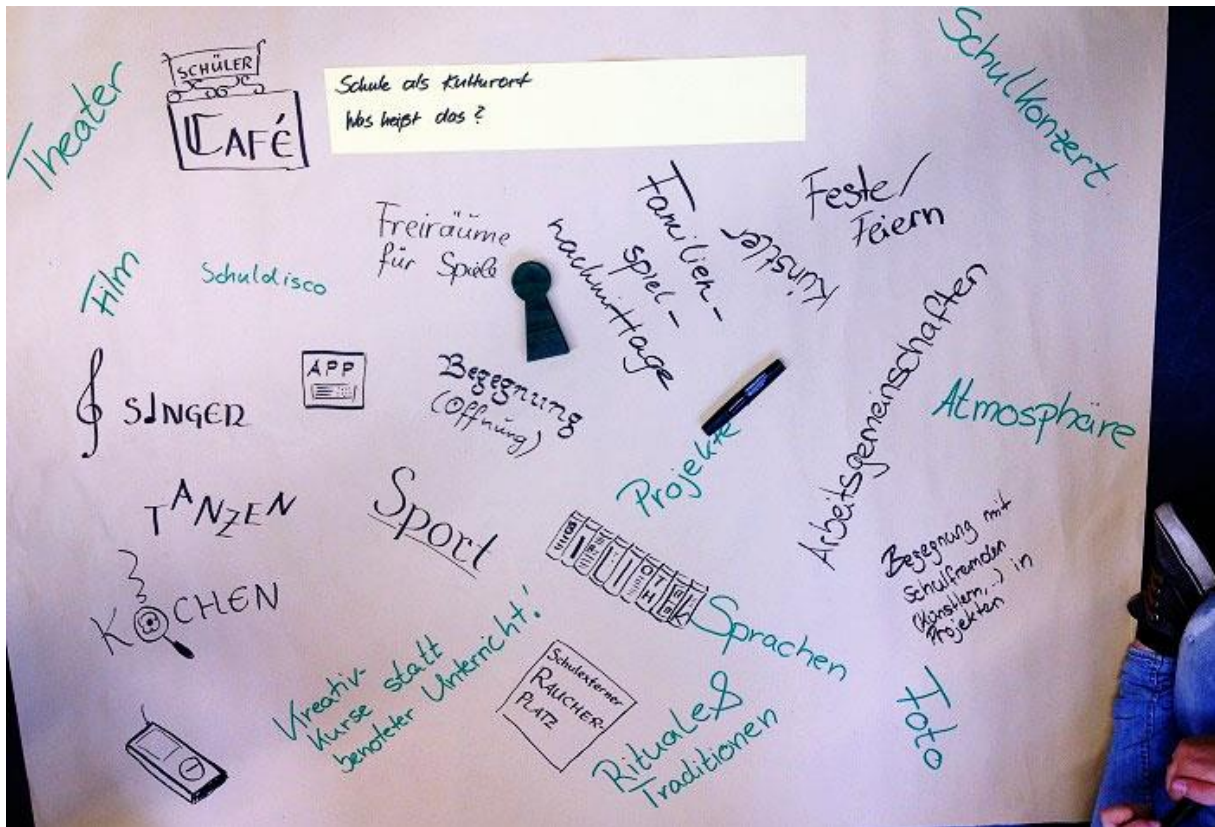 Theater
SCHÜLER
CAFÉ
Schule als Kulturort
Was heißt das?
Schulkonzert
Freiräume
für Spiele
Familien-
spiel-
nachmittage
Künstler
Feste/
Feiern
Film
Schuldisco
APP
SINGEN
Begegnung
(Öffnung)
Projekte
Arbeitsgemeinschaften
Atmosphäre
TANZEN
Sport
BIBLIOTHEK
Sprachen
Begegnung mit
Schulfremden
(Künstlern,..) in
Projekten
KOCHEN
Kreativ-
Kurse statt
benoteter Unterricht!
Schulexterner
RAUCHER-
PLATZ
Rituale &
Traditionen
Foto